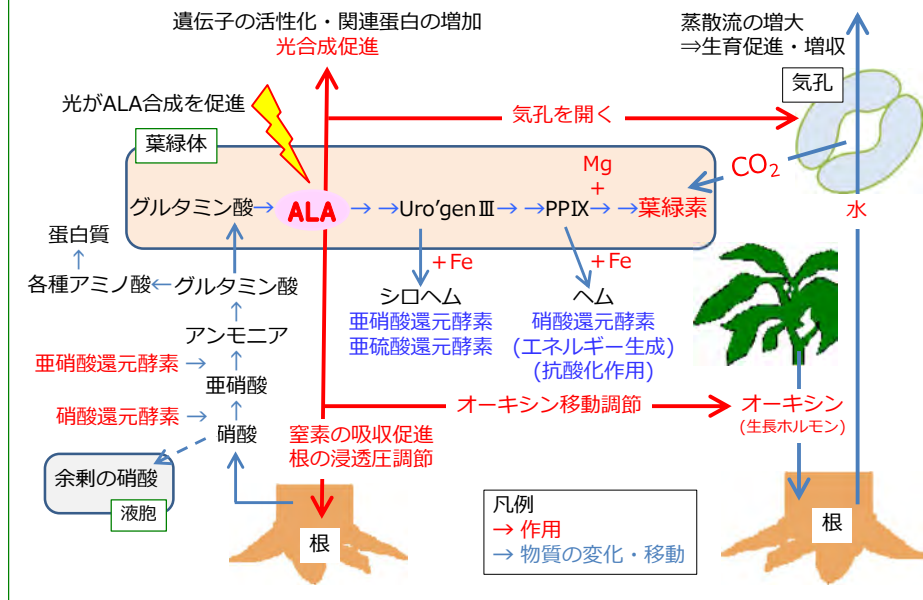 遺伝子の活性化・関連蛋白の増加
光合成促進
蒸散流の増大
⇒生育促進・増収
気孔
光がALA合成を促進
気孔を開く
葉緑体
Mg
+
CO₂
グルタミン酸→ALA→→Uro'genⅢ→→PPⅨ→→葉緑素
水
蛋白質
↑
+Fe
+Fe
各種アミノ酸←グルタミン酸
↑
シロヘム
亜硝酸還元酵素
亜硫酸還元酵素
ヘム
硝酸還元酵素
(エネルギー生成)
(抗酸化作用)
アンモニア
亜硝酸還元酵素→↑
亜硝酸
硝酸還元酵素→↑
硝酸
オーキシン移動調節
オーキシン
(生長ホルモン)
窒素の吸収促進
根の浸透圧調節
余剰の硝酸
液胞
根
凡例
→ 作用
→ 物質の変化・移動
根